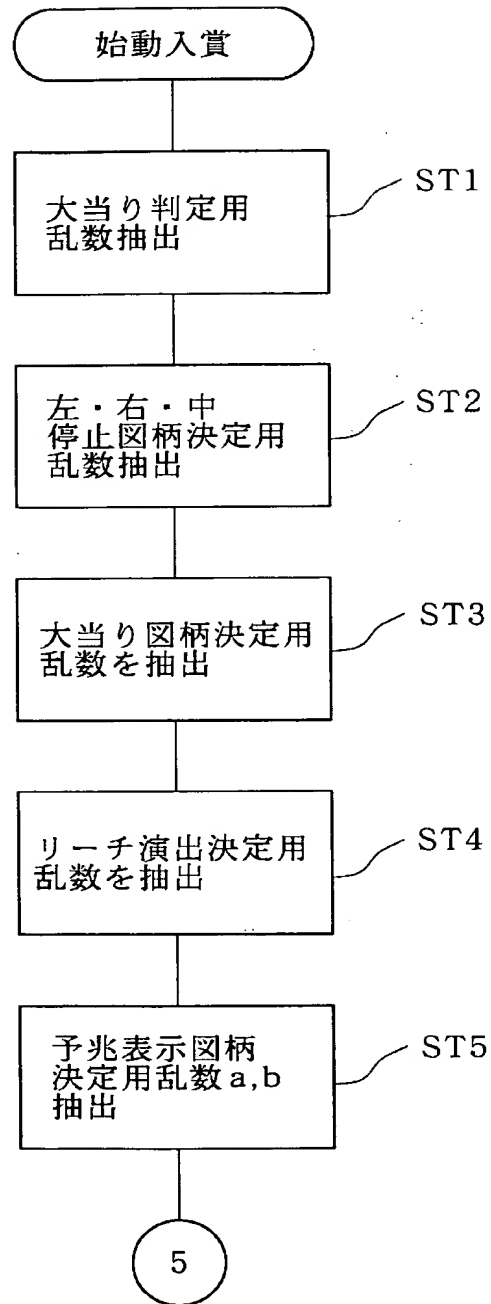 始動入賞
大当り判定用
乱数抽出
ST1
左・右・中
停止図柄決定用
乱数抽出
ST2
大当り図柄決定用
乱数を抽出
ST3
リーチ演出決定用
乱数を抽出
ST4
予兆表示図柄
決定用乱数a,b
抽出
ST5
5